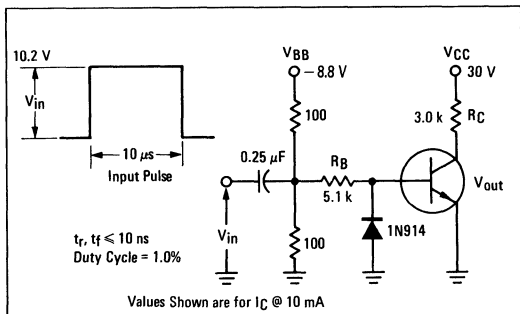 10.2 V
Vin
10 μs
Input Pulse
tr, tf ⩽ 10 ns
Duty Cycle = 1.0%
VBB
– 8.8 V
100
0.25 μF
RB
5.1 k
100
Vin
1N914
VCC
30 V
3.0 k
RC
Vout
Values Shown are for IC @ 10 mA